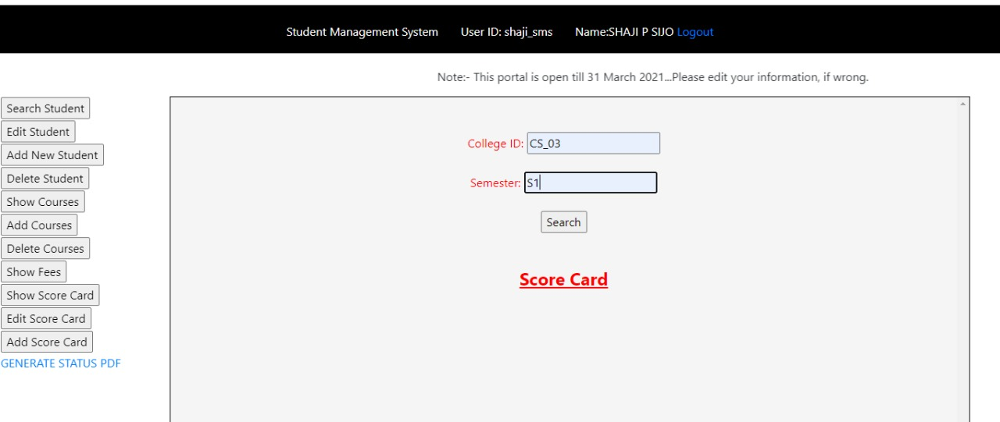 Student Management System User ID: shaji_sms Name:SHAJI P SIJO Logout
Note:- This portal is open till 31 March 2021...Please edit your information, if wrong.
Search Student
Edit Student
Add New Student
Delete Student
Show Courses
Add Courses
Delete Courses
Show Fees
Show Score Card
Edit Score Card
Add Score Card
GENERATE STATUS PDF
College ID: CS_03
Semester: S1
Search
Score Card